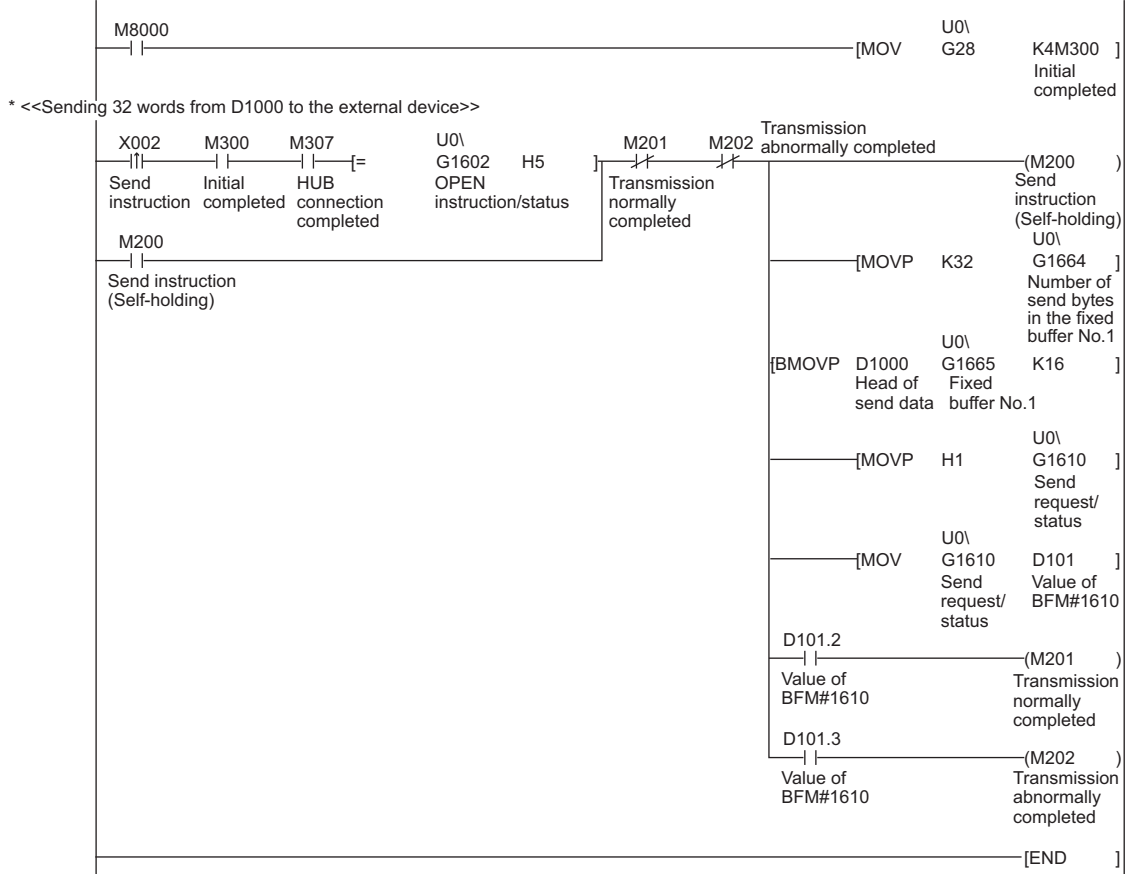 M8000
U0\
[MOV G28 K4M300 ]
Initial
completed
* <<Sending 32 words from D1000 to the external device>>
X002 M300 M307 U0\ M201 M202 Transmission
abnormally completed
[= G1602 H5 ] (M200 )
Send Initial HUB OPEN Transmission Send
instruction completed connection instruction/status normally instruction
completed completed (Self-holding)
M200 U0\
[MOVP K32 G1664 ]
Send instruction Number of
(Self-holding) send bytes
in the fixed
buffer No.1
U0\
[BMOVP D1000 G1665 K16 ]
Head of Fixed
send data buffer No.1
U0\
[MOVP H1 G1610 ]
Send
request/
status
U0\
[MOV G1610 D101 ]
Send Value of
request/ BFM#1610
status
D101.2
(M201 )
Value of Transmission
BFM#1610 normally
completed
D101.3
(M202 )
Value of Transmission
BFM#1610 abnormally
completed
[END ]